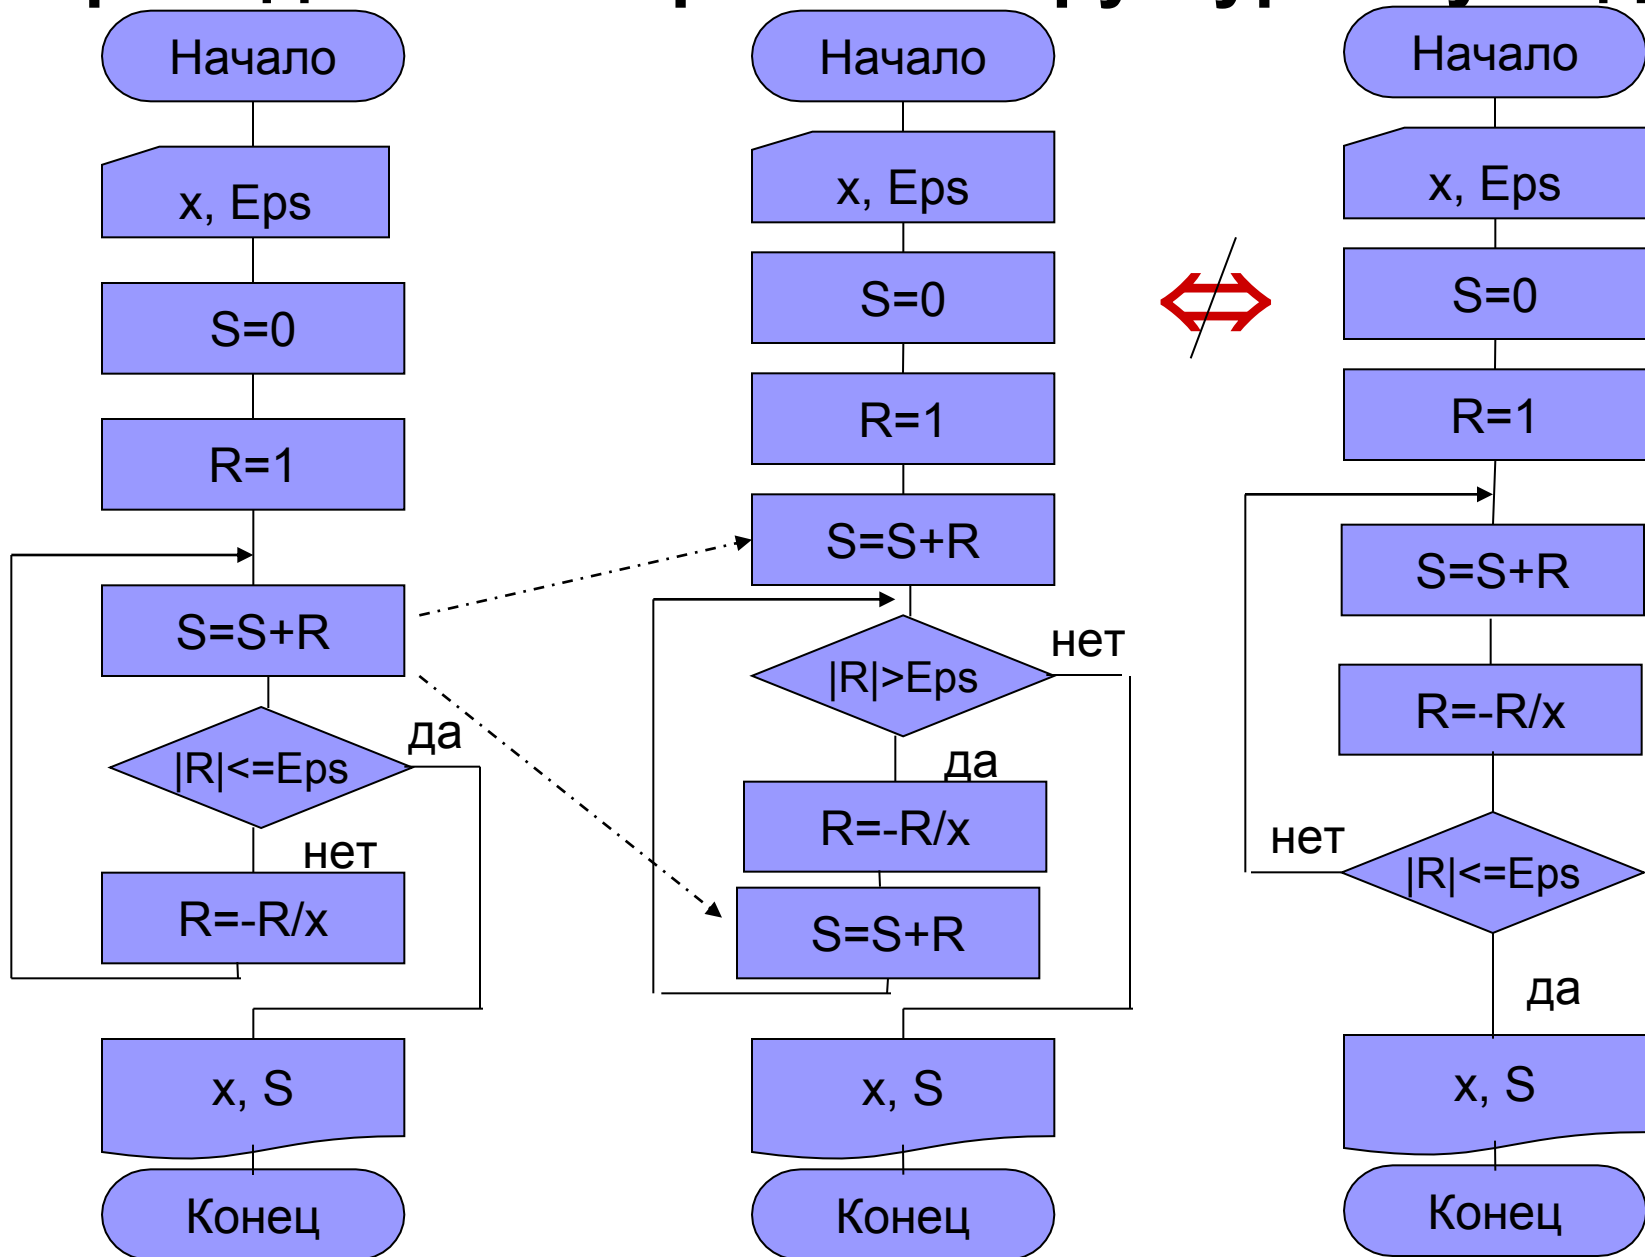 Начало
x, Eps
S=0
R=1
S=S+R
|R|<=Eps
да
нет
R=-R/x
x, S
Конец
Начало
x, Eps
S=0
R=1
S=S+R
|R|>Eps
нет
да
R=-R/x
S=S+R
x, S
Конец
Начало
x, Eps
S=0
R=1
S=S+R
R=-R/x
|R|<=Eps
нет
да
x, S
Конец